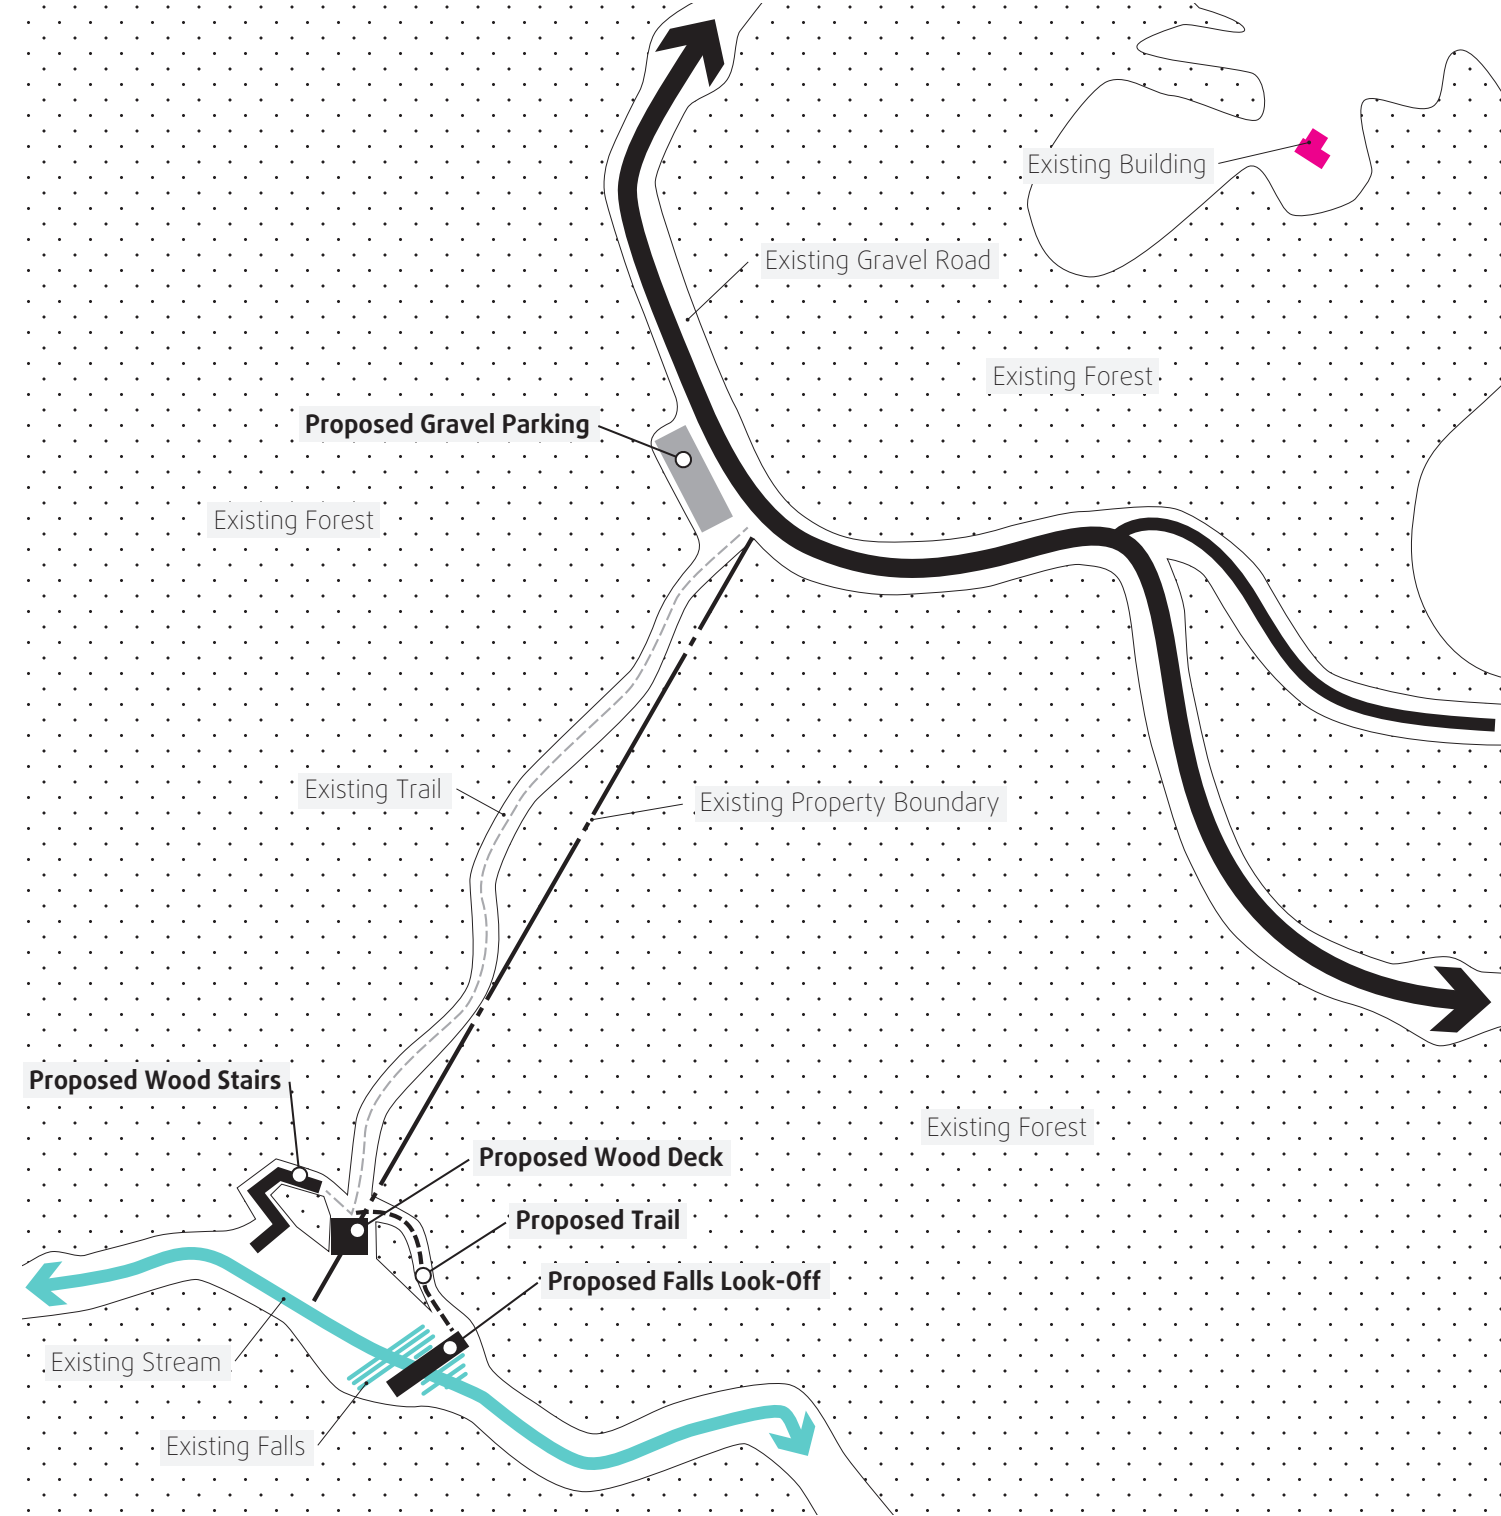 Existing Building
Existing Gravel Road
Existing Forest
Proposed Gravel Parking
Existing Forest
Existing Trail
Existing Property Boundary
Proposed Wood Stairs
Existing Forest
Proposed Wood Deck
Proposed Trail
Proposed Falls Look-Off
Existing Stream
Existing Falls